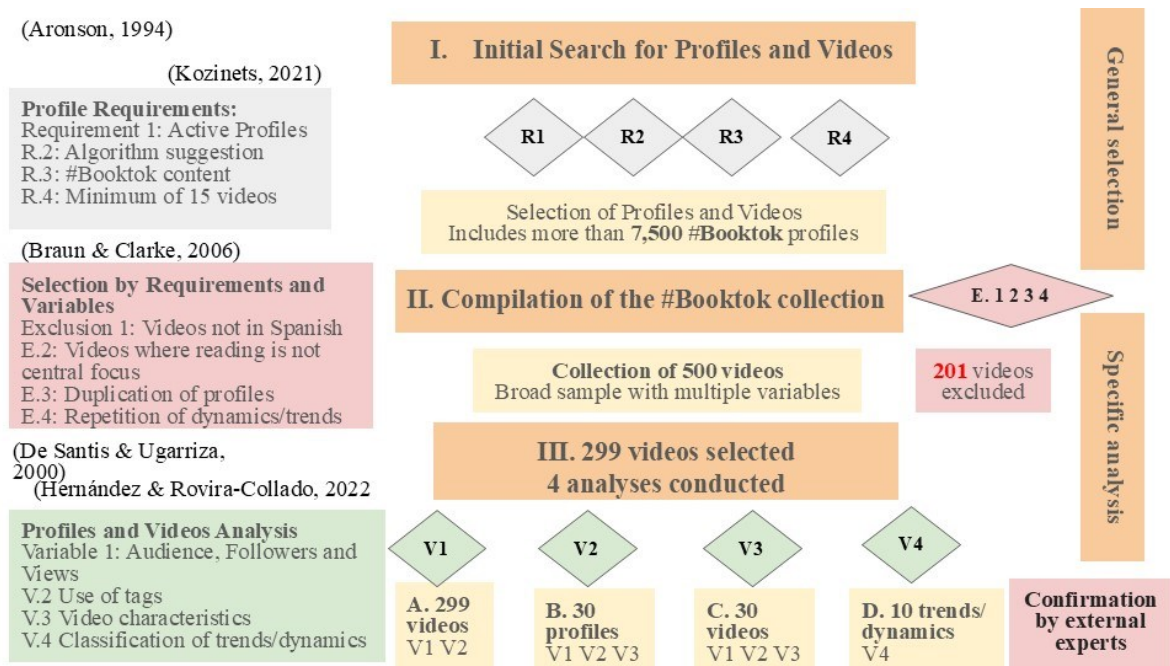 (Aronson, 1994)
(Kozinets, 2021)
Profile Requirements:
Requirement 1: Active Profiles
R.2: Algorithm suggestion
R.3: #Booktok content
R.4: Minimum of 15 videos
(Braun & Clarke, 2006)
Selection by Requirements and
Variables
Exclusion 1: Videos not in Spanish
E.2: Videos where reading is not
central focus
E.3: Duplication of profiles
E.4: Repetition of dynamics/trends
(De Santis & Ugarriza,
2000)
(Hernández & Rovira-Collado, 2022
Profiles and Videos Analysis
Variable 1: Audience, Followers and
Views
V.2 Use of tags
V.3 Video characteristics
V.4 Classification of trends/dynamics
I. Initial Search for Profiles and Videos
R1
R2
R3
R4
Selection of Profiles and Videos
Includes more than 7,500 #Booktok profiles
II. Compilation of the #Booktok collection
E. 1 2 3 4
Collection of 500 videos
Broad sample with multiple variables
201 videos
excluded
III. 299 videos selected
4 analyses conducted
V1
V2
V3
V4
A. 299
videos
V1 V2
B. 30
profiles
V1 V2 V3
C. 30
videos
V1 V2 V3
D. 10 trends/
dynamics
V4
General selection
Specific analysis
Confirmation
by external
experts